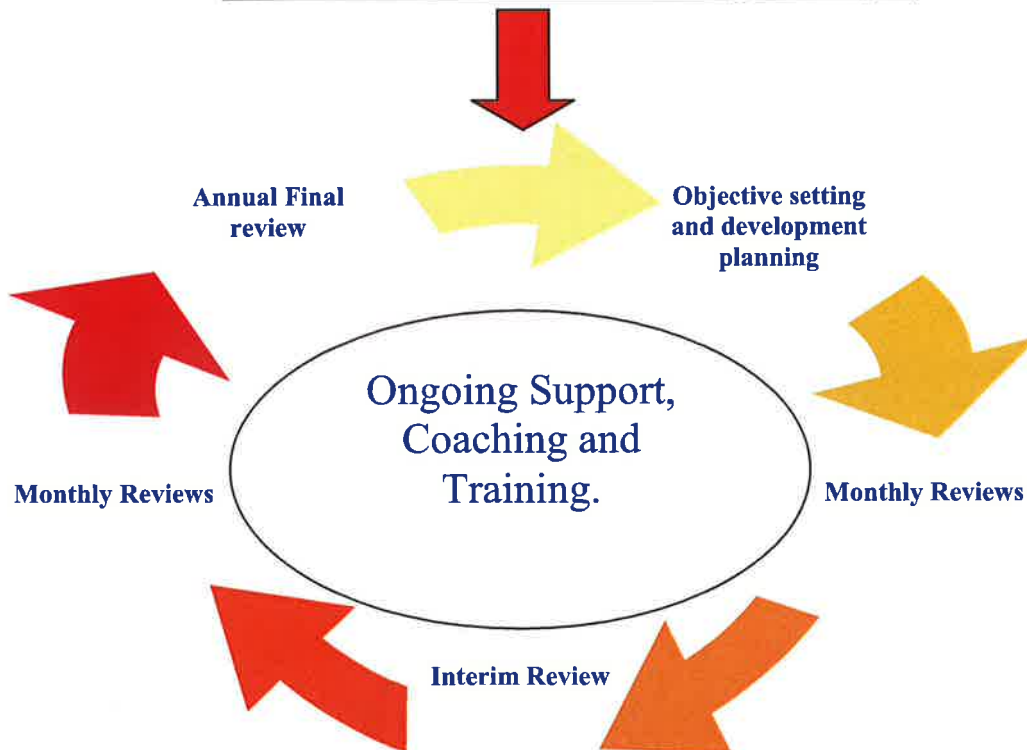 Annual Final
review
Objective setting
and development
planning
Ongoing Support,
Coaching and
Training.
Monthly Reviews
Monthly Reviews
Interim Review